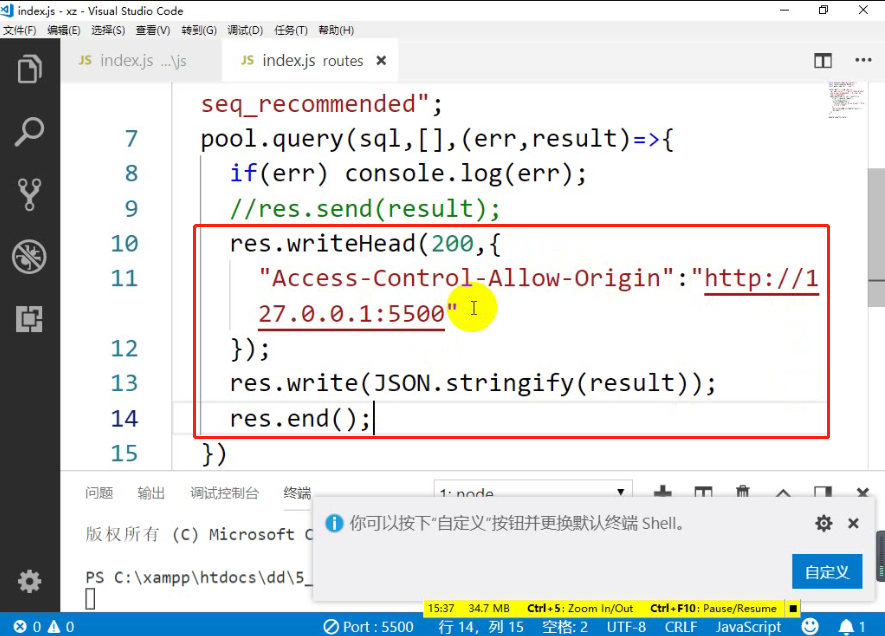 index.js - xz - Visual Studio Code
文件(F) 编辑(E) 选择(S) 查看(V) 转到(G) 调试(D) 任务(T) 帮助(H)
JS index.js ...\js JS index.js routes
seq_recommended";
7 pool.query(sql,[],(err,result)=>{
8 if(err) console.log(err);
9 //res.send(result);
10 res.writeHead(200,{
11 "Access-Control-Allow-Origin":"http://1
27.0.0.1:5500"
12 });
13 res.write(JSON.stringify(result));
14 res.end();
15 })
问题 输出 调试控制台 终端 1: node
版权所有 (C) Microsoft C
PS C:\xampp\htdocs\dd\5_
你可以按下“自定义”按钮并更换默认终端 Shell。
自定义
15:37 34.7 MB Ctrl+5: Zoom In/Out Ctrl+F10: Pause/Resume
0 0 Port : 5500 行 14，列 15 空格: 2 UTF-8 CRLF JavaScript 1